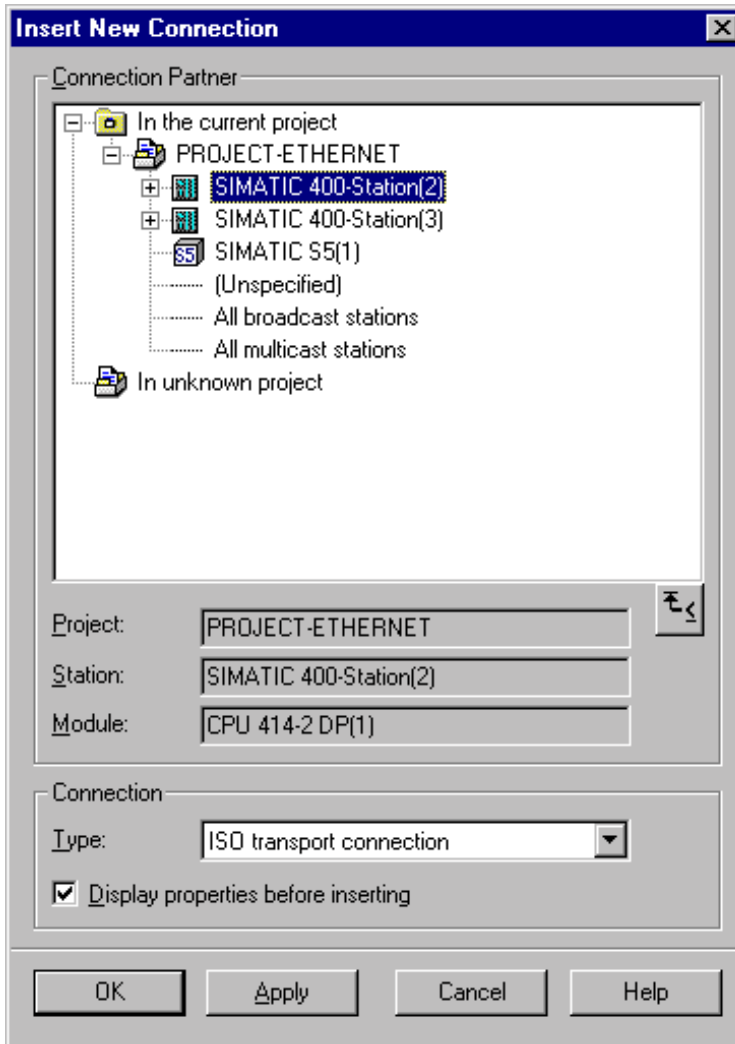 Insert New Connection
Connection Partner
In the current project
PROJECT-ETHERNET
SIMATIC 400-Station(2)
SIMATIC 400-Station(3)
S5 SIMATIC S5(1)
(Unspecified)
All broadcast stations
All multicast stations
In unknown project
Project: PROJECT-ETHERNET
Station: SIMATIC 400-Station(2)
Module: CPU 414-2 DP(1)
Connection
Type: ISO transport connection
Display properties before inserting
OK Apply Cancel Help